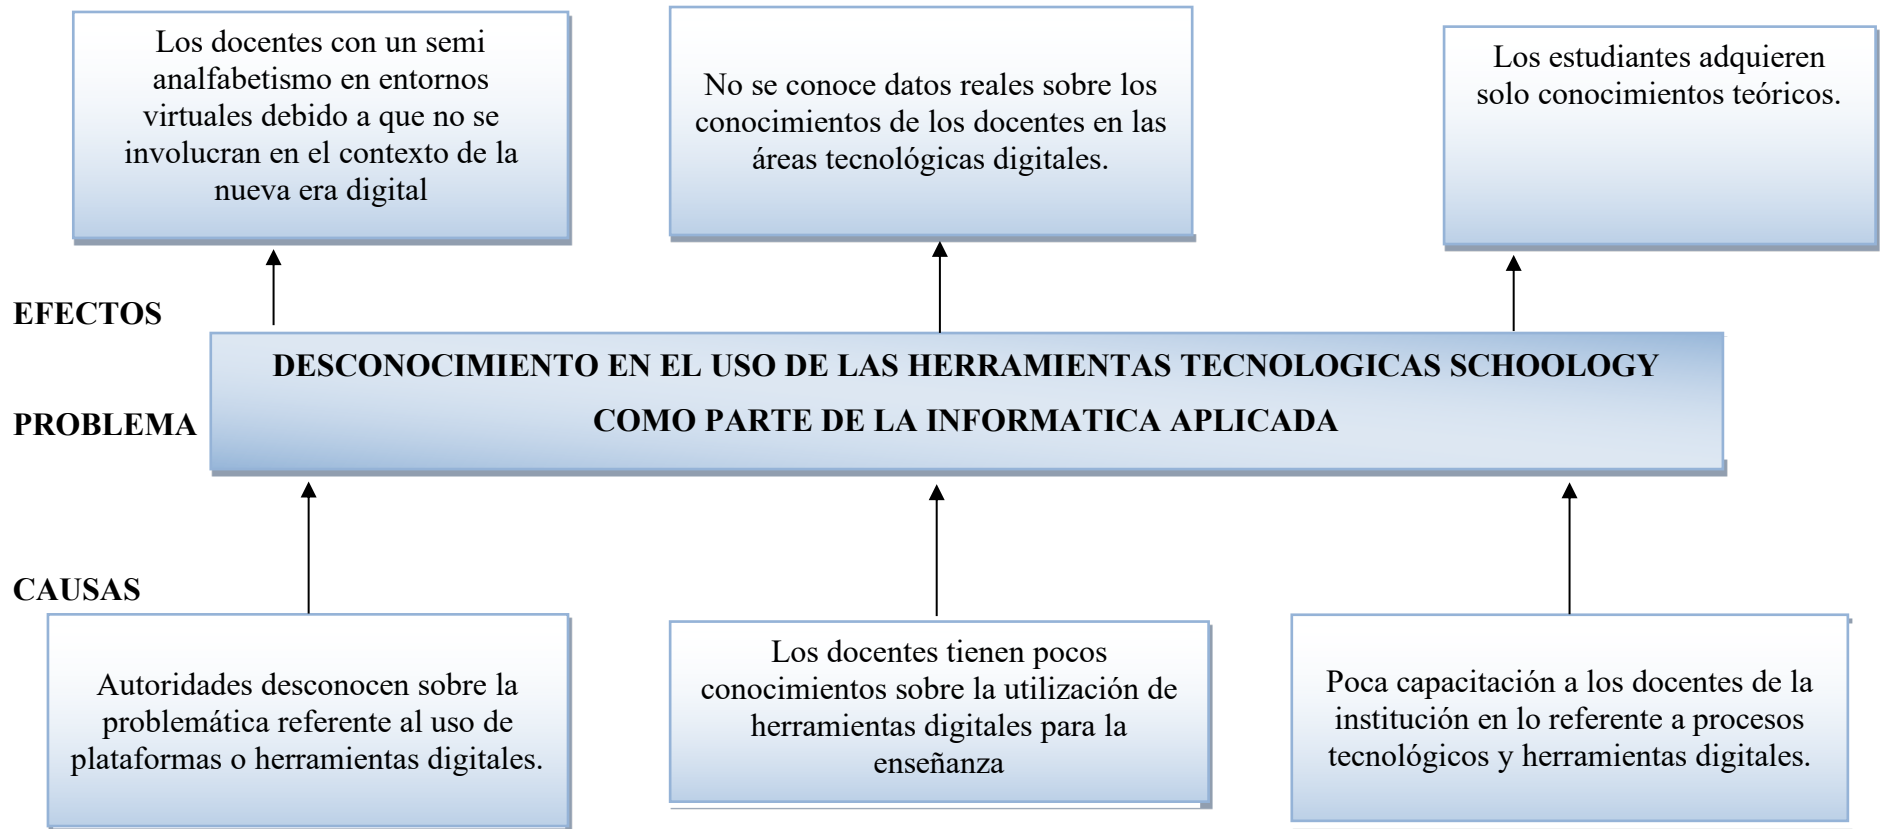 Los docentes con un semi
analfabetismo en entornos
virtuales debido a que no se
involucran en el contexto de la
nueva era digital
No se conoce datos reales sobre los
conocimientos de los docentes en las
áreas tecnológicas digitales.
Los estudiantes adquieren
solo conocimientos teóricos.
EFECTOS
DESCONOCIMIENTO EN EL USO DE LAS HERRAMIENTAS TECNOLOGICAS SCHOOLOGY
COMO PARTE DE LA INFORMATICA APLICADA
PROBLEMA
CAUSAS
Autoridades desconocen sobre la
problemática referente al uso de
plataformas o herramientas digitales.
Los docentes tienen pocos
conocimientos sobre la utilización de
herramientas digitales para la
enseñanza
Poca capacitación a los docentes de la
institución en lo referente a procesos
tecnológicos y herramientas digitales.